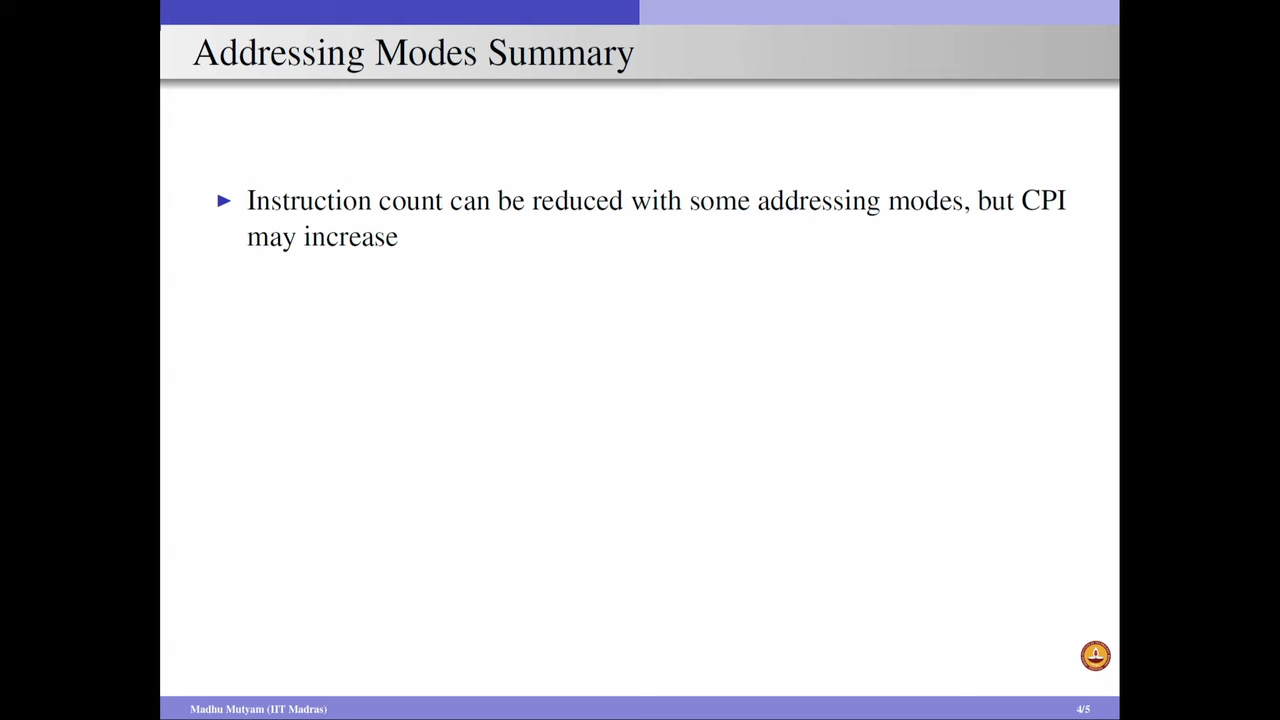 Addressing Modes Summary
Instruction count can be reduced with some addressing modes, but CPI
may increase
Madhu Mutyam (IIT Madras)
4/5